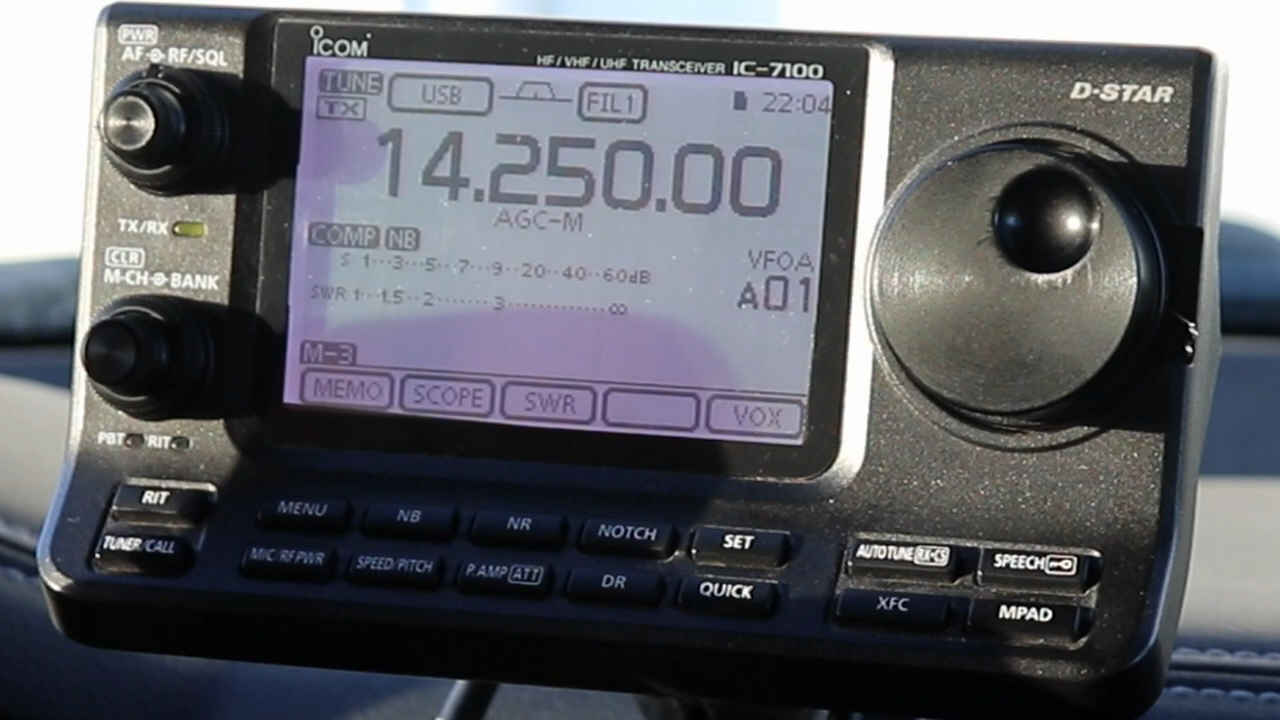 PWR
AF RF/SQL
ICOM
HF/VHF/UHF TRANSCEIVER IC-7100
D-STAR
TUNE USB FIL1 22:04
TX
14.250.00
AGC-M
TX/RX
COMP NB
CLR
M-CH BANK
VFOA
S 1··3··5··7··9··20··40··60dB
A01
SWR 1··1.5··2·······3············∞
M-3
MEMO SCOPE SWR VOX
PBT RIT
RIT
MENU NB NR NOTCH SET
TUNER/CALL
MIC/RF PWR SPEED/PITCH P.AMP ATT DR QUICK
AUTO TUNE RX→CS SPEECH
XFC MPAD